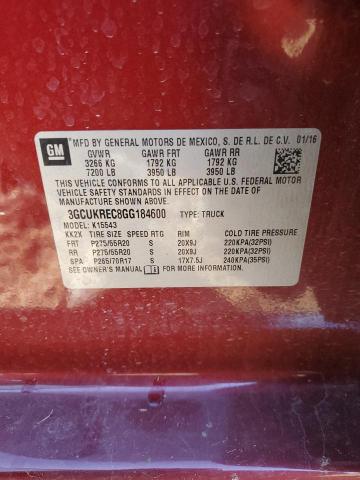 GM
MFD BY GENERAL MOTORS DE MEXICO, S. DE R.L. DE C.V. 01/16
GVWR GAWR FRT GAWR RR
3266 KG 1792 KG 1792 KG
7200 LB 3950 LB 3950 LB
THIS VEHICLE CONFORMS TO ALL APPLICABLE U.S. FEDERAL MOTOR
VEHICLE SAFETY STANDARDS IN EFFECT ON THE DATE OF
MANUFACTURE SHOWN ABOVE.
3GCUKREC8GG184600 TYPE: TRUCK
MODEL: K15543
KK2X TIRE SIZE SPEED RTG RIM COLD TIRE PRESSURE
FRT P275/55R20 S 20X9J 220KPA(32PSI)
RR P275/55R20 S 20X9J 220KPA(32PSI)
SPA P265/70R17 S 17X7.5J 240KPA(35PSI)
SEE OWNER'S MANUAL FOR MORE INFORMATION.